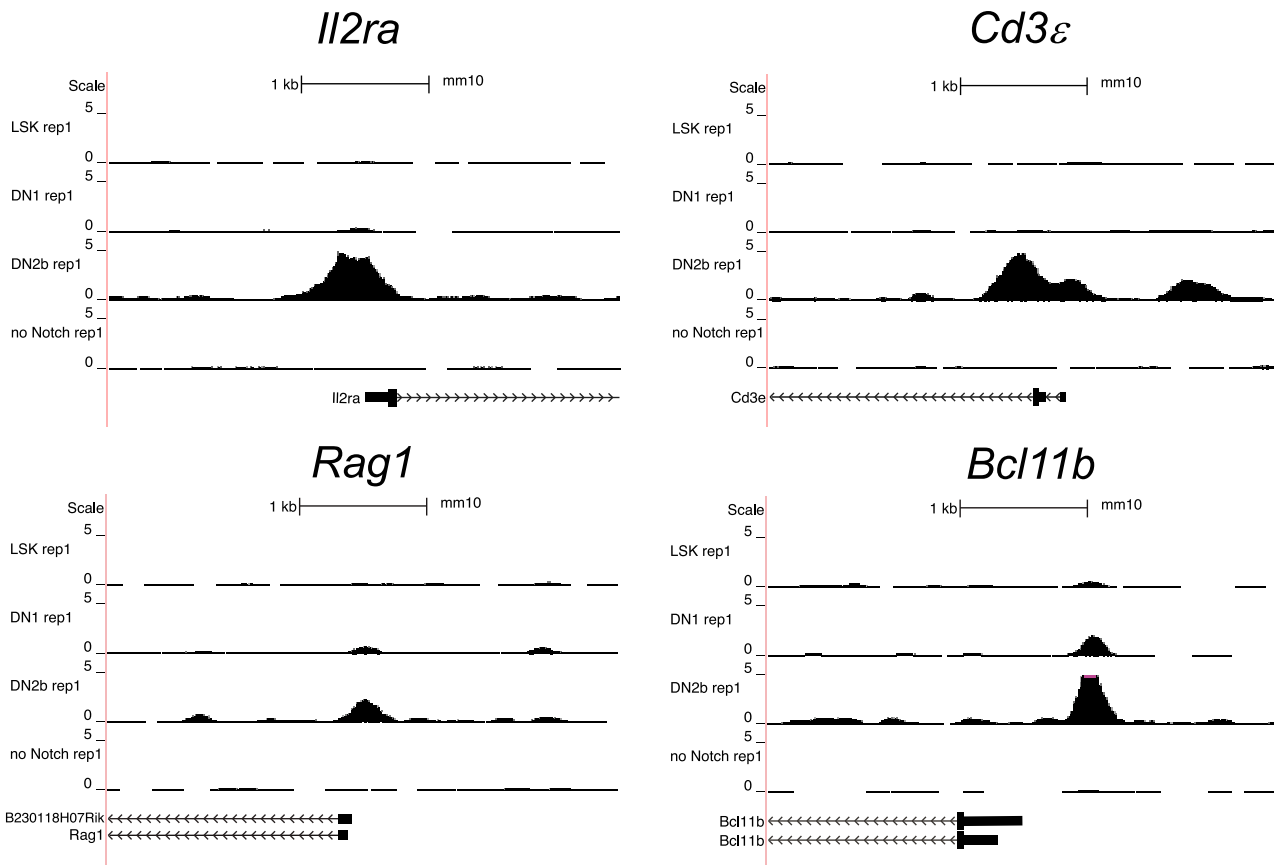 Il2ra
Scale
1 kb
mm10
5
LSK rep1
0
5
DN1 rep1
0
5
DN2b rep1
0
5
no Notch rep1
0
Il2ra
Cd3ε
Scale
1 kb
mm10
5
LSK rep1
0
5
DN1 rep1
0
5
DN2b rep1
0
5
no Notch rep1
0
Cd3e
Rag1
Scale
1 kb
mm10
5
LSK rep1
0
5
DN1 rep1
0
5
DN2b rep1
0
5
no Notch rep1
0
B230118H07Rik
Rag1
Bcl11b
Scale
1 kb
mm10
5
LSK rep1
0
5
DN1 rep1
0
5
DN2b rep1
0
5
no Notch rep1
0
Bcl11b
Bcl11b